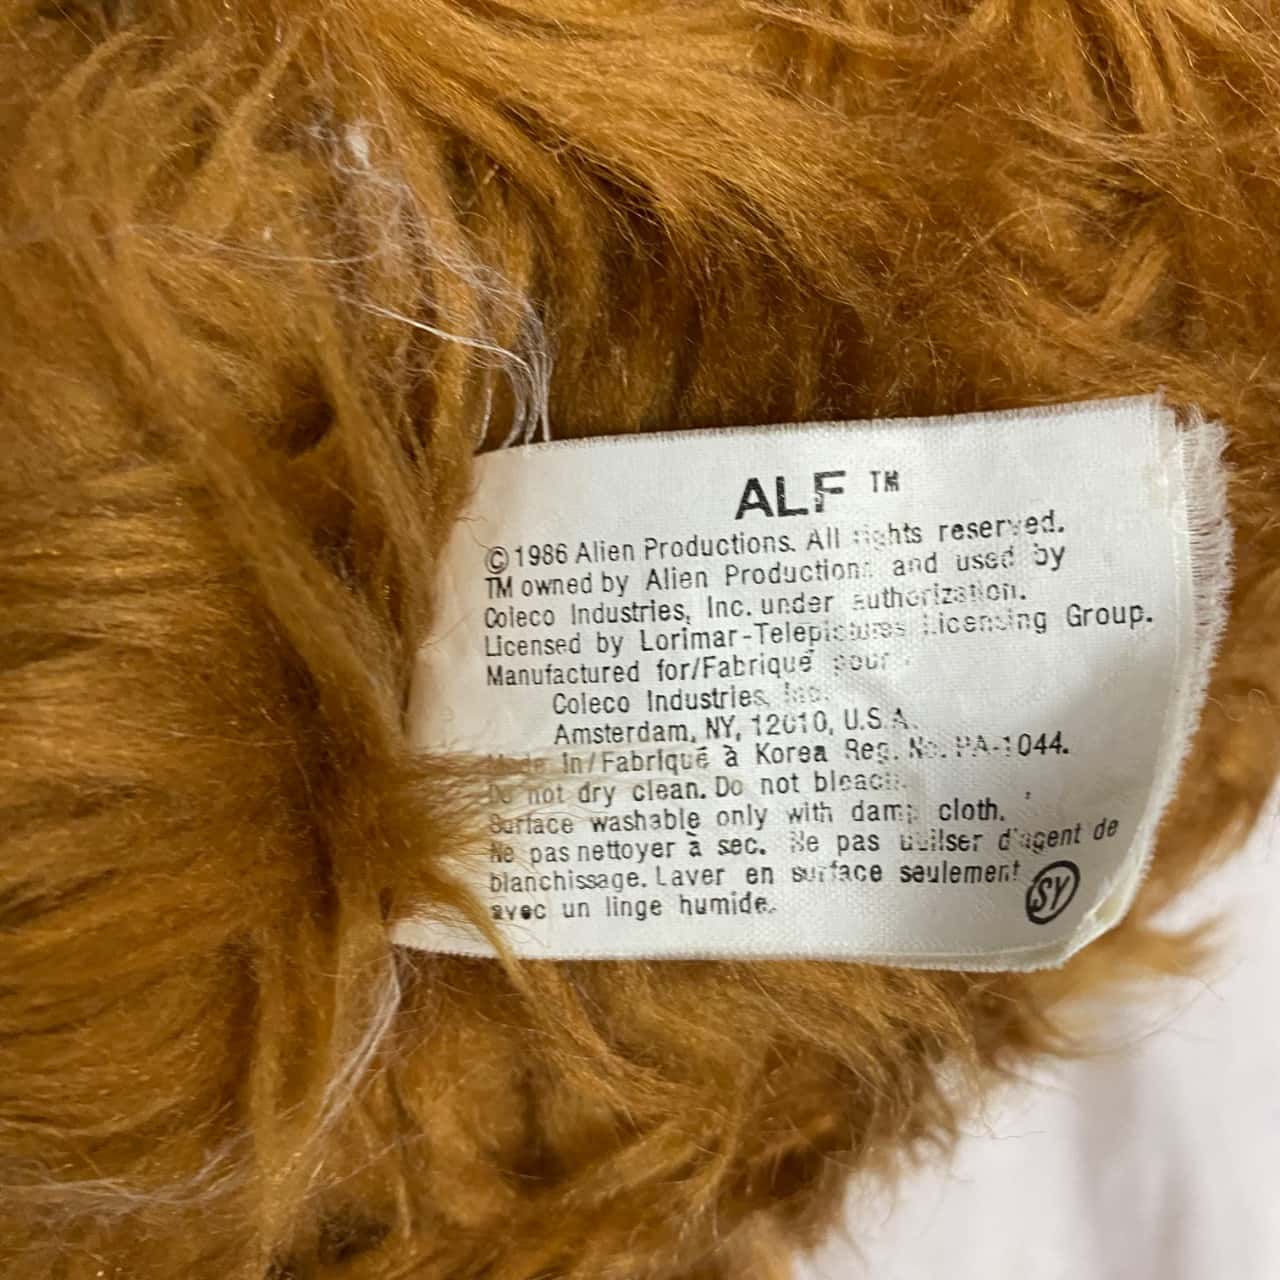 ALF ™
© 1986 Alien Productions. All rights reserved.
TM owned by Alien Productions and used by
Coleco Industries, Inc. under authorization.
Licensed by Lorimar-Telepictures Licensing Group.
Manufactured for/Fabriqué pour
Coleco Industries, Inc.
Amsterdam, NY, 12010, U.S.A.
Made In/Fabriqué à Korea Reg. No. PA-1044.
Do not dry clean. Do not bleach.
Surface washable only with damp cloth.
Ne pas nettoyer à sec. Ne pas utilser d'agent de
blanchissage. Laver en surface seulement
avec un linge humide.
SY